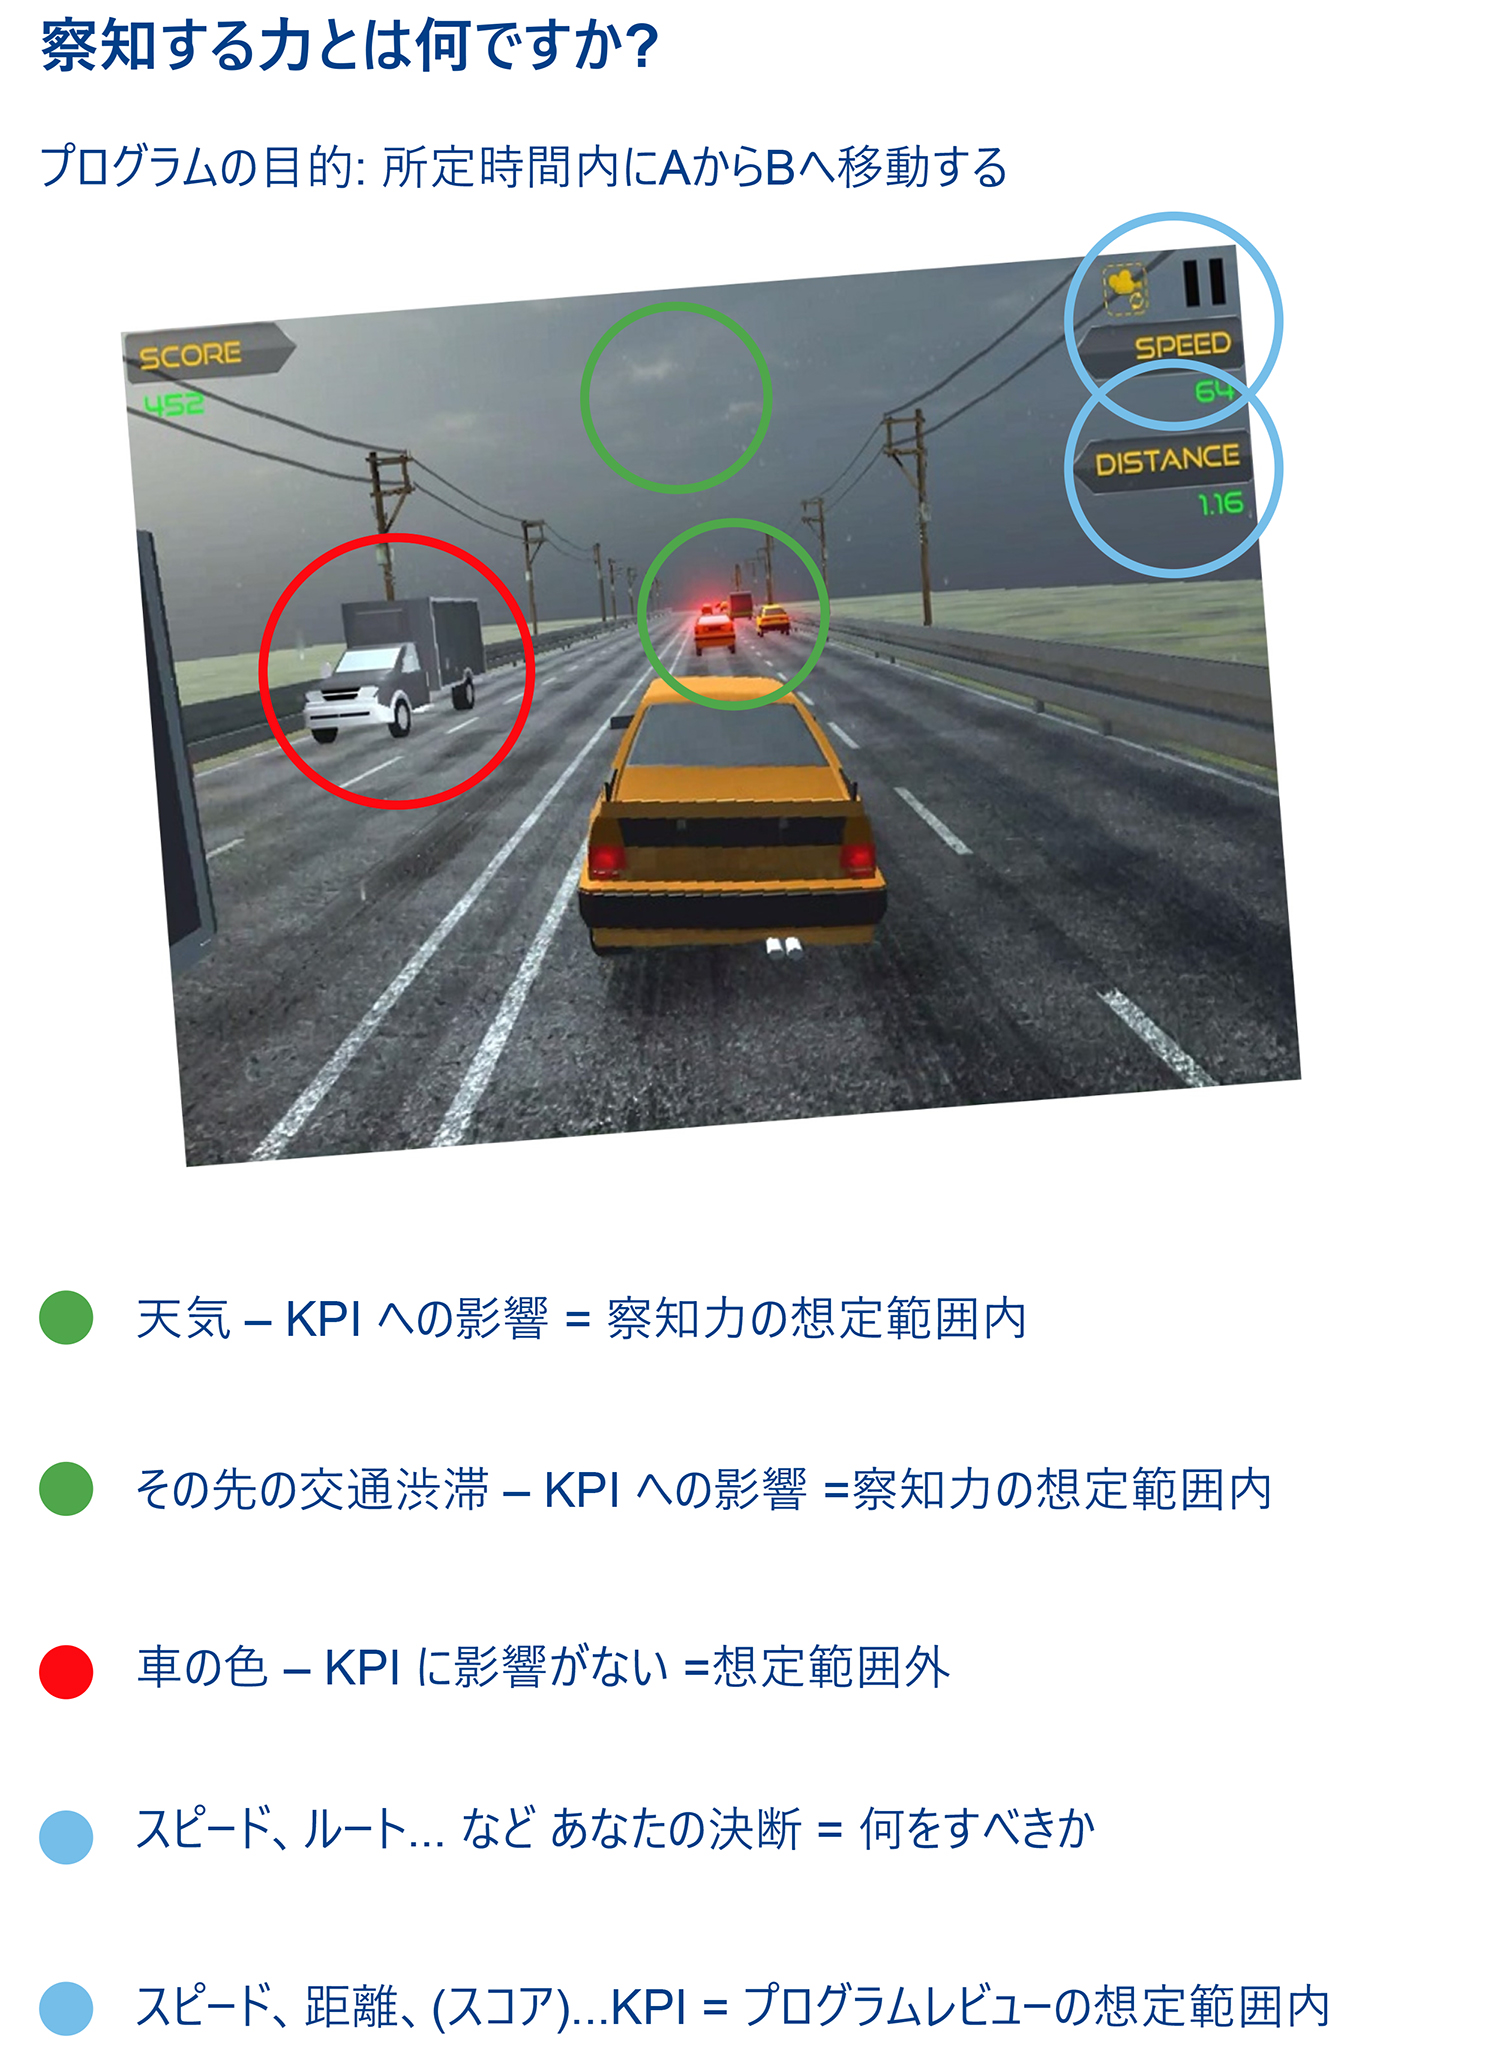 察知する力とは何ですか?
プログラムの目的: 所定時間内にAからBへ移動する
SCORE
452
SPEED
64
DISTANCE
1.16
天気 – KPI への影響 = 察知力の想定範囲内
その先の交通渋滞 – KPI への影響 =察知力の想定範囲内
車の色 – KPI に影響がない =想定範囲外
スピード、ルート... など あなたの決断 = 何をすべきか
スピード、距離、(スコア)...KPI = プログラムレビューの想定範囲内